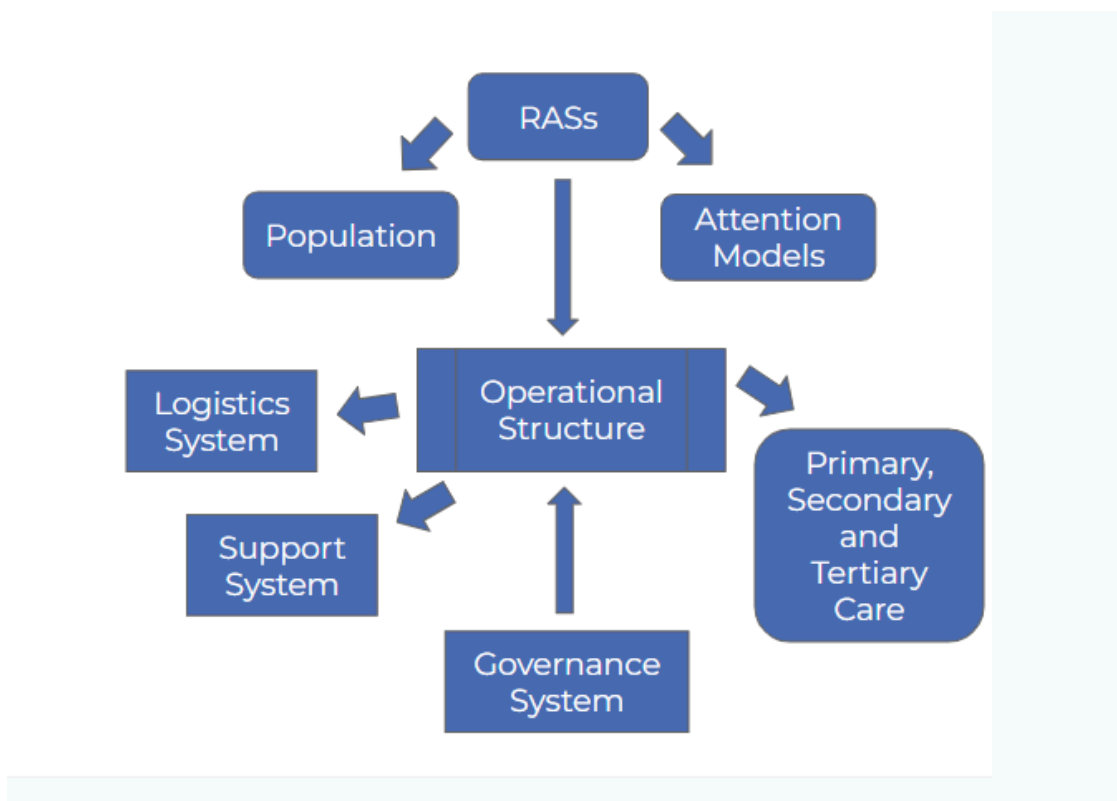 RASs
Population
Attention
Models
Operational
Structure
Logistics
System
Support
System
Primary,
Secondary
and
Tertiary
Care
Governance
System